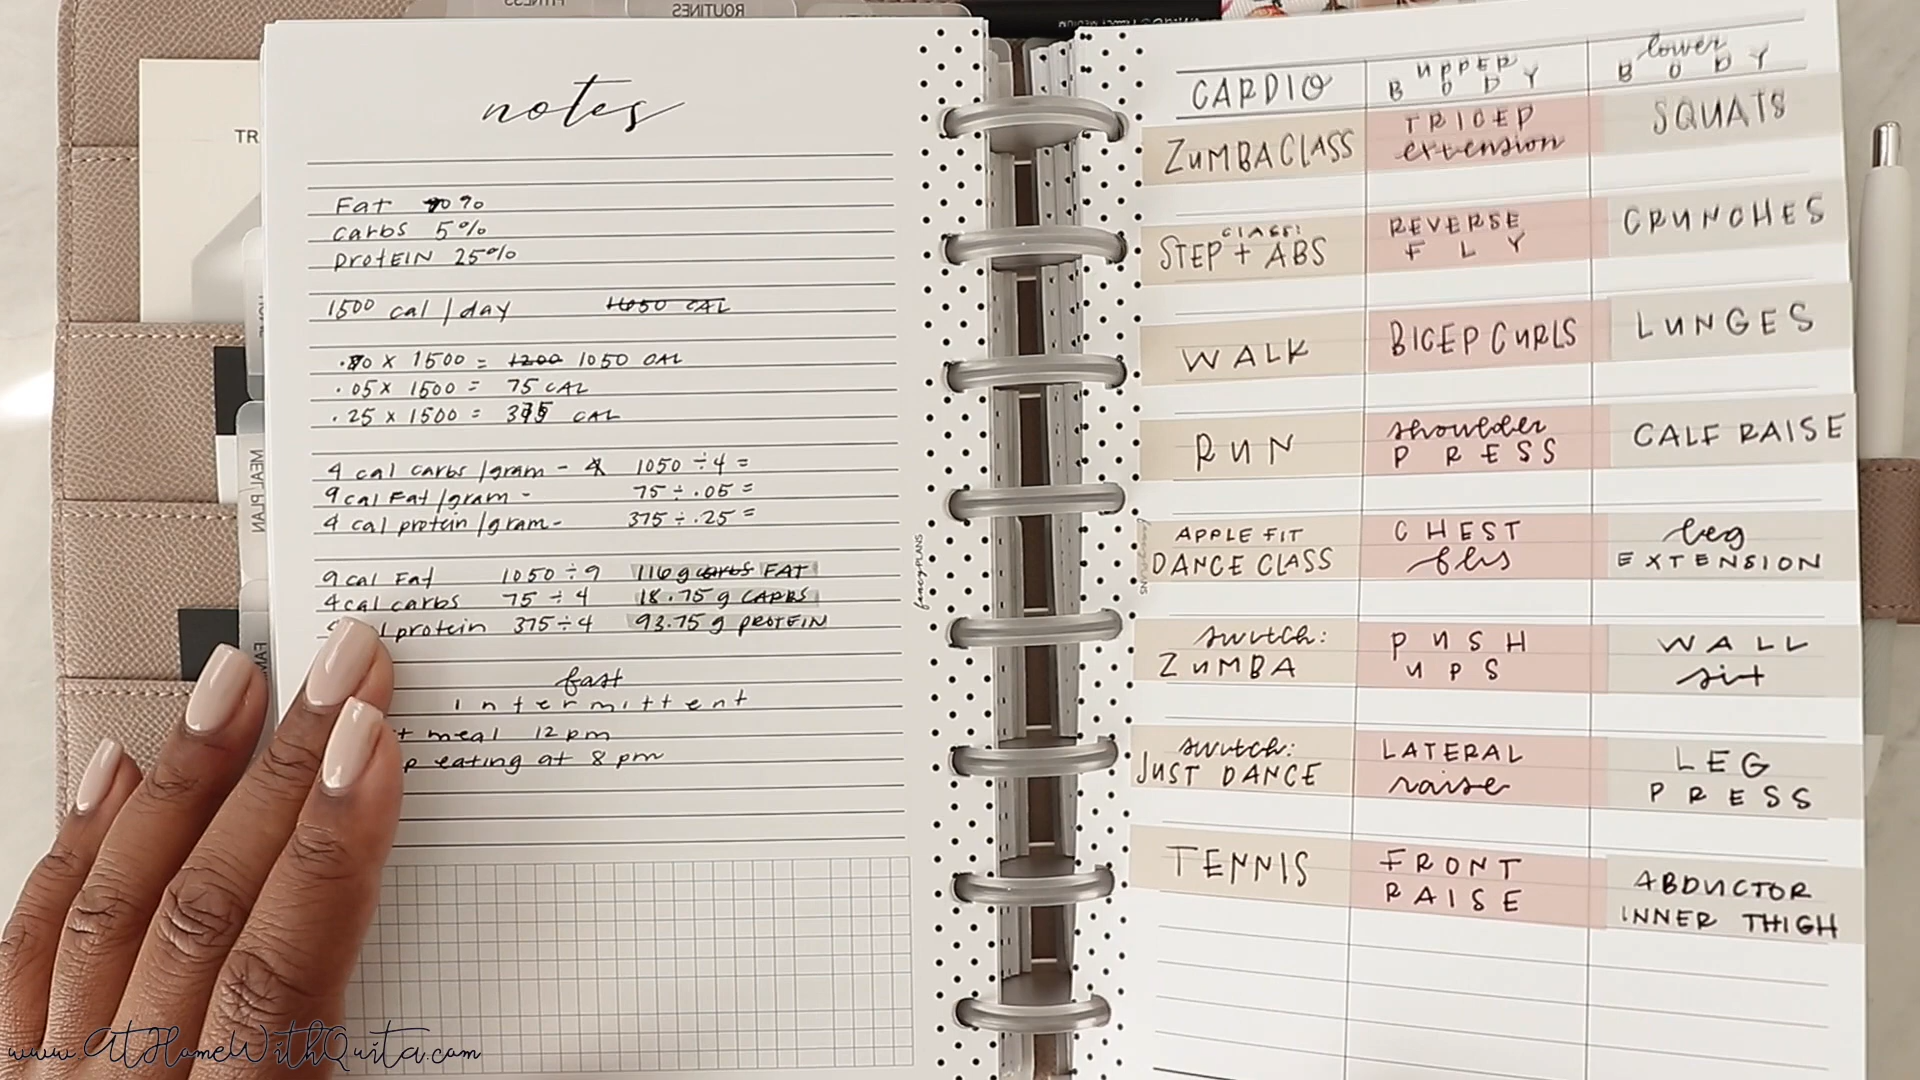 FITNESS
ROUTINES
TR
MEAL PLAN
notes
Fat 70%
carbs 5%
PROTEIN 25%
1500 cal/day 1050 CAL
.70 x 1500 = 1200 1050 CAL
.05 x 1500 = 75 CAL
.25 x 1500 = 375 CAL
4 cal carbs/gram - 1050 ÷ 4 =
9 cal Fat/gram - 75 ÷ .05 =
4 cal protein/gram - 375 ÷ .25 =
9 cal Fat 1050 ÷ 9 116 g carbs FAT
4 cal carbs 75 ÷ 4 18.75 g CARBS
l protein 375 ÷ 4 93.75 g PROTEIN
fast
intermittent
t meal 12 pm
p eating at 8 pm
fancyPLANS
CARDIO UPPER BODY lower BODY
ZUMBA CLASS TRICEP extension SQUATS
CLASS: STEP + ABS REVERSE FLY CRUNCHES
WALK BICEP CURLS LUNGES
RUN shoulder PRESS CALF RAISE
APPLE FIT DANCE CLASS CHEST flys leg EXTENSION
switch: ZUMBA PUSH UPS WALL sit
switch: JUST DANCE LATERAL raise LEG PRESS
TENNIS FRONT RAISE ABDUCTOR INNER THIGH
www.AtHomeWithQuita.com